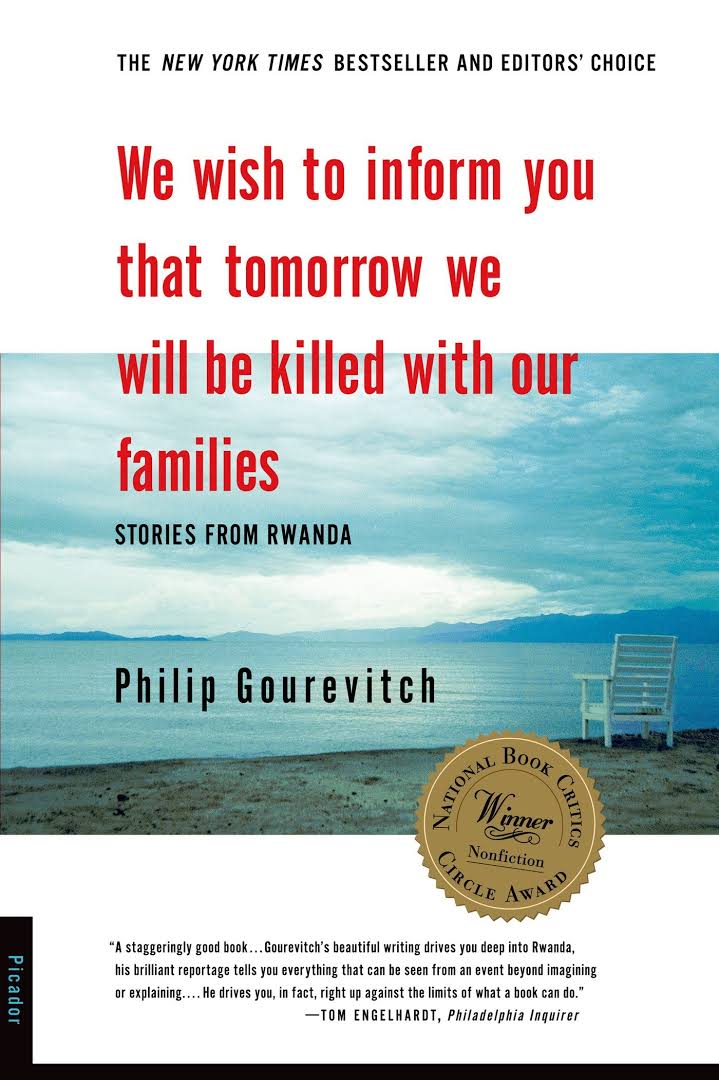 THE NEW YORK TIMES BESTSELLER AND EDITORS' CHOICE
We wish to inform you
that tomorrow we
will be killed with our
families
STORIES FROM RWANDA
Philip Gourevitch
NATIONAL BOOK CRITICS
Winner
Nonfiction
CIRCLE AWARD
“A staggeringly good book...Gourevitch’s beautiful writing drives you deep into Rwanda,
his brilliant reportage tells you everything that can be seen from an event beyond imagining
or explaining.... He drives you, in fact, right up against the limits of what a book can do.”
—TOM ENGELHARDT, Philadelphia Inquirer
Picador